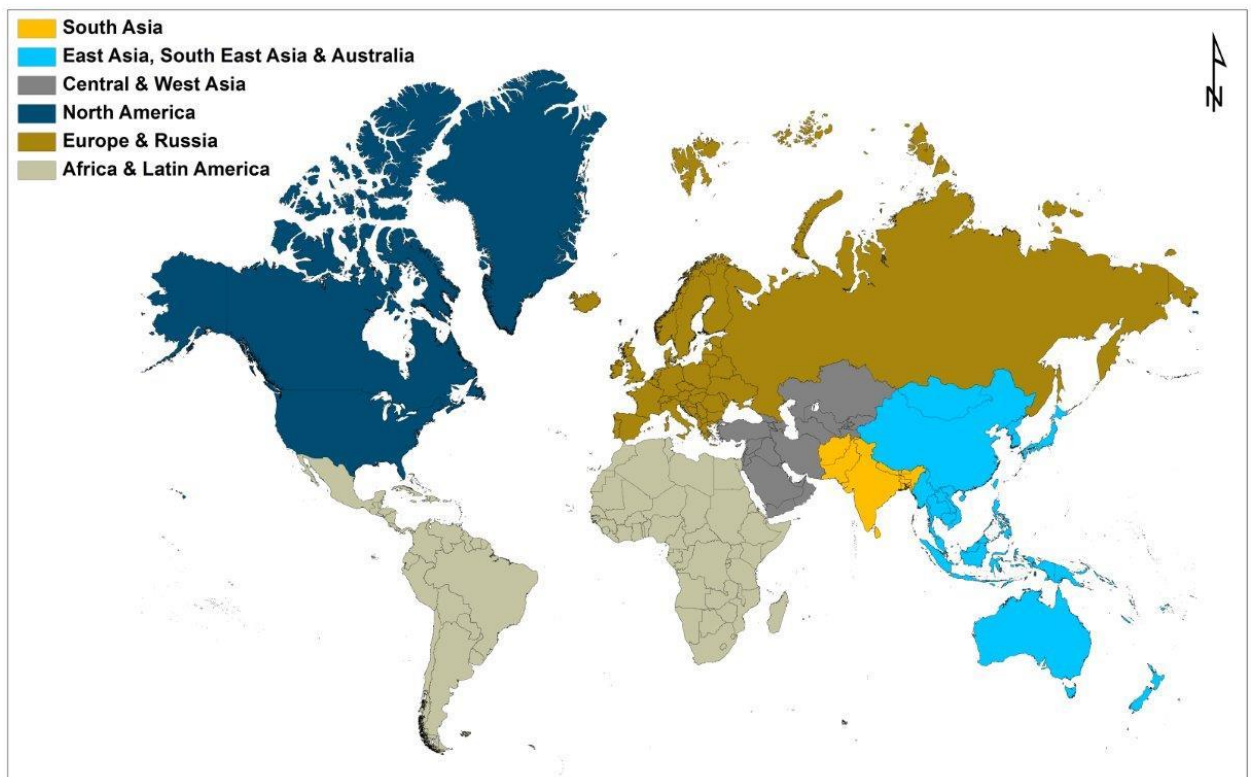 South Asia
East Asia, South East Asia & Australia
Central & West Asia
North America
Europe & Russia
Africa & Latin America
N